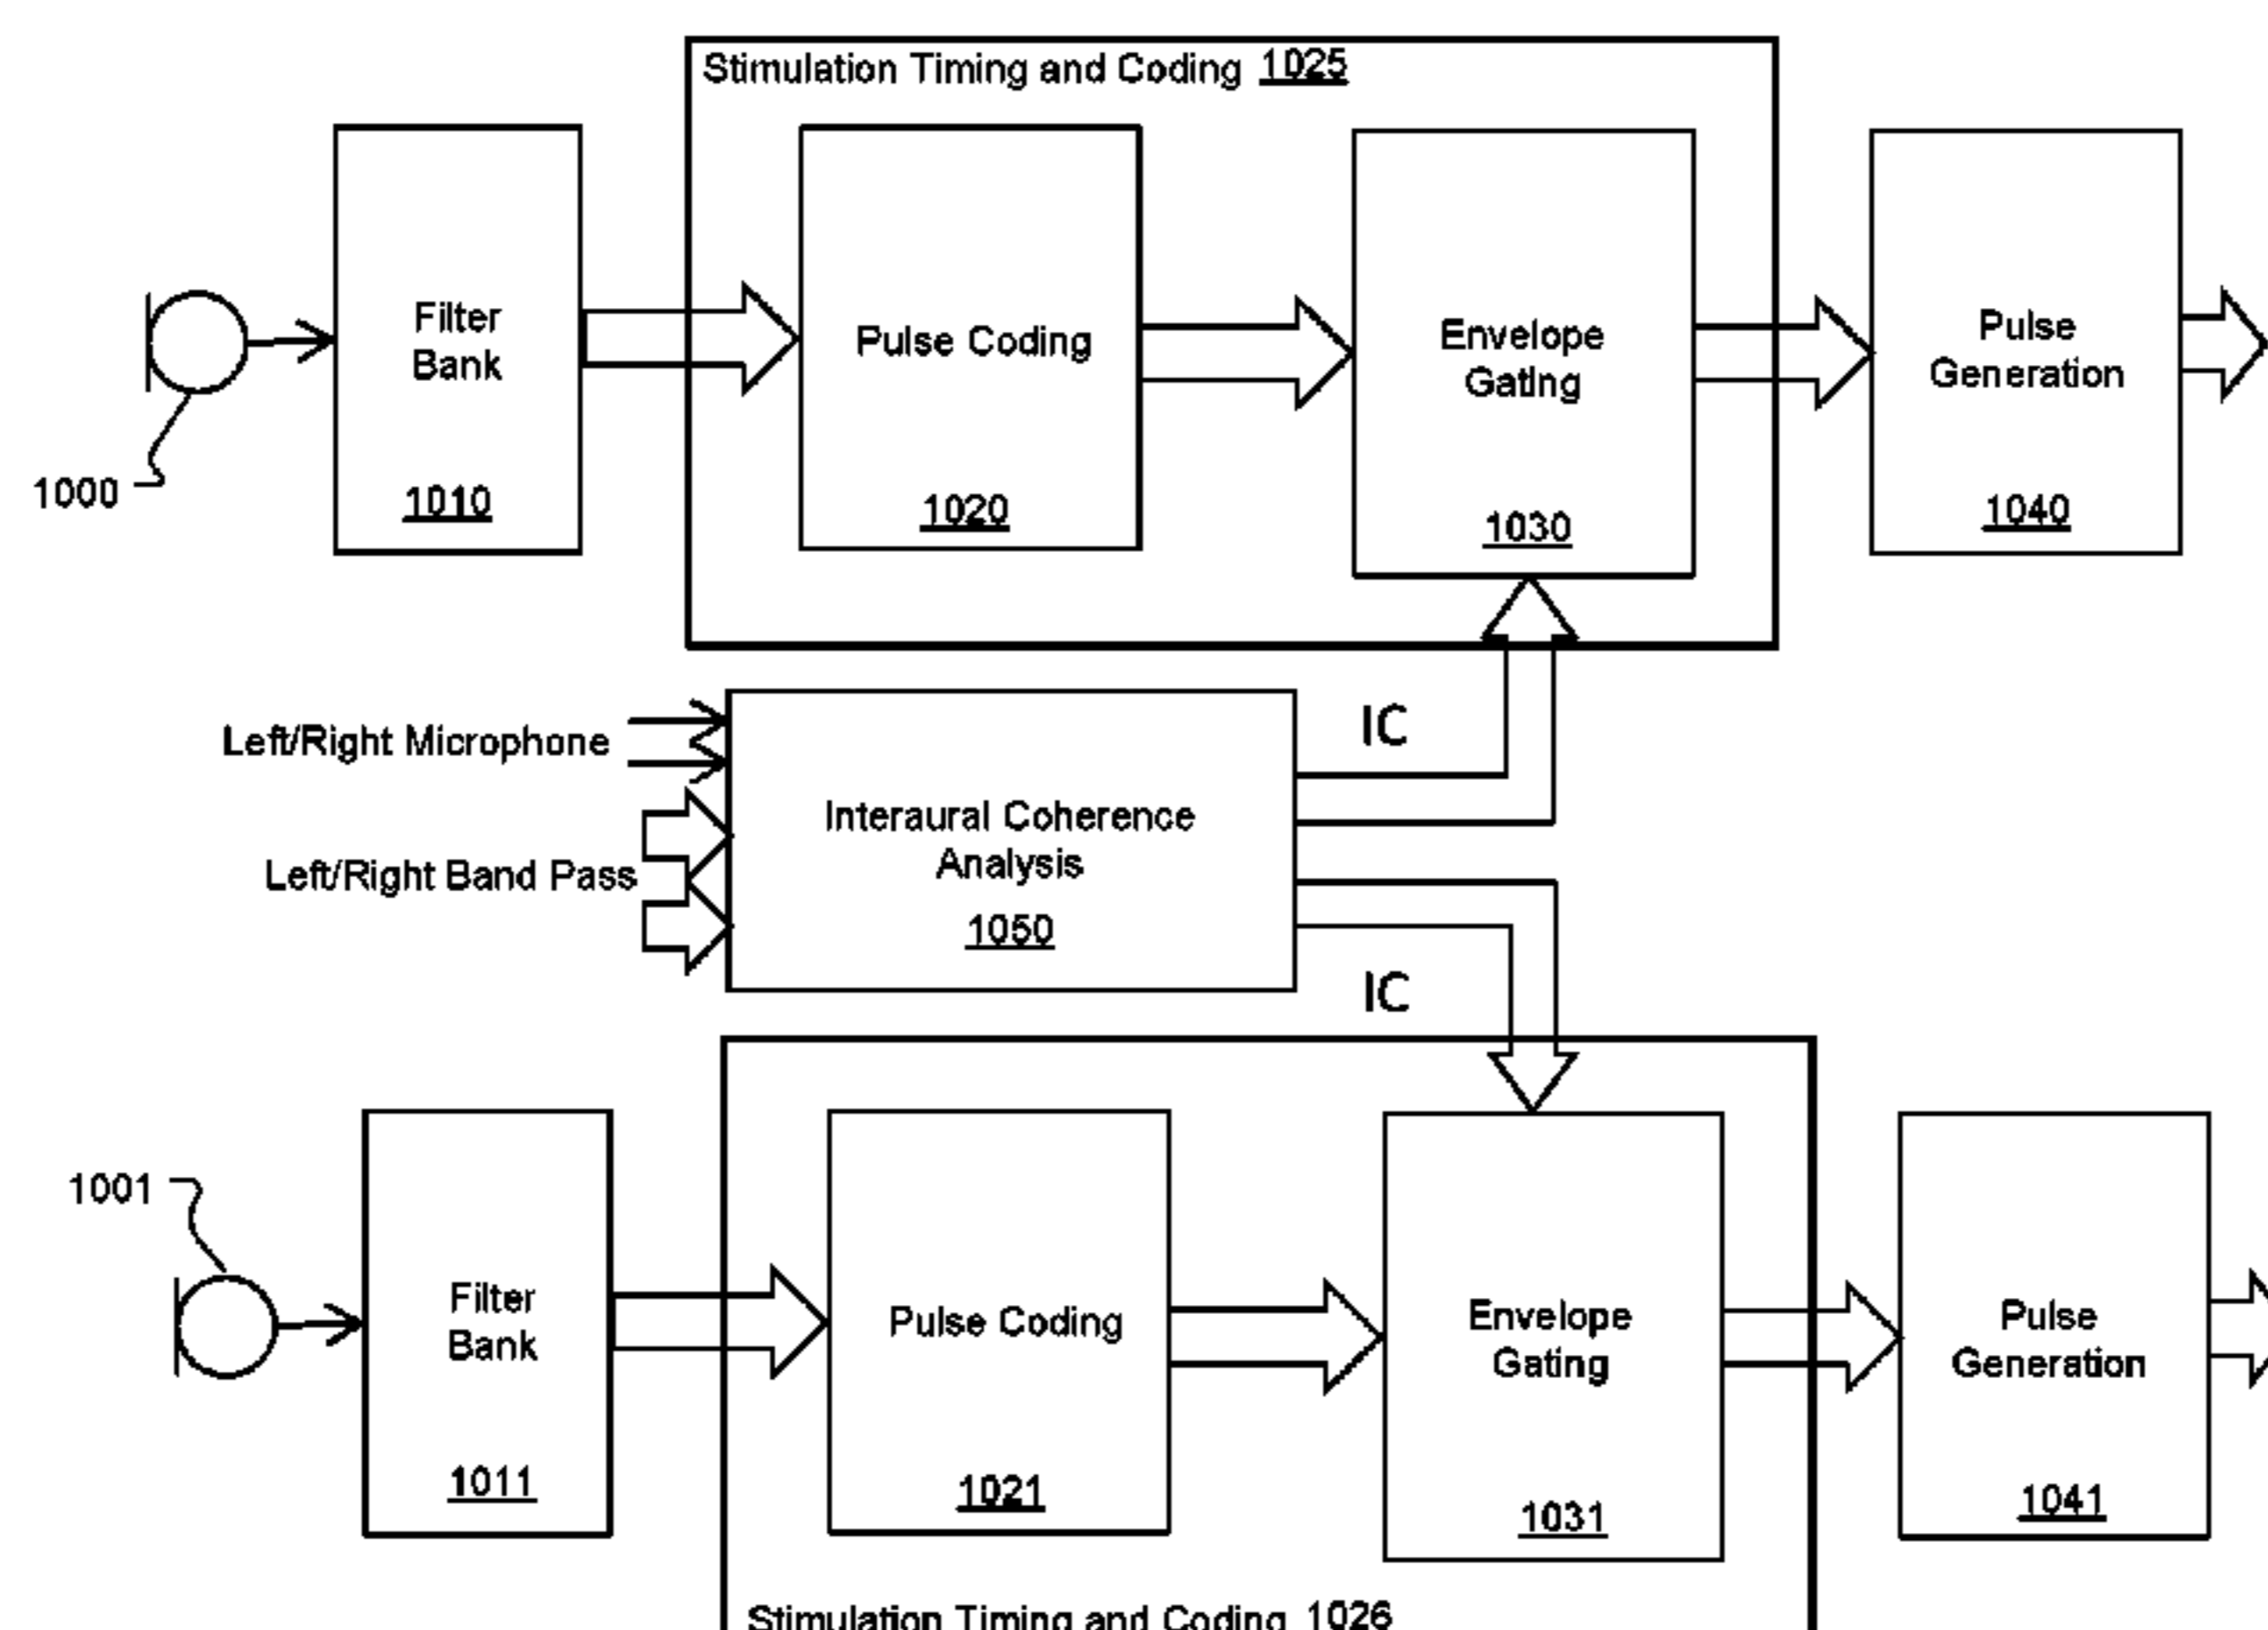 Stimulation Timing and Coding 1025
Filter
Bank
1010
Pulse Coding
1020
Envelope
Gating
1030
Pulse
Generation
1040
1000
Left/Right Microphone
Left/Right Band Pass
Interaural Coherence
Analysis
1050
IC
IC
1001
Filter
Bank
1011
Pulse Coding
1021
Envelope
Gating
1031
Pulse
Generation
1041
Stimulation Timing and Coding 1026